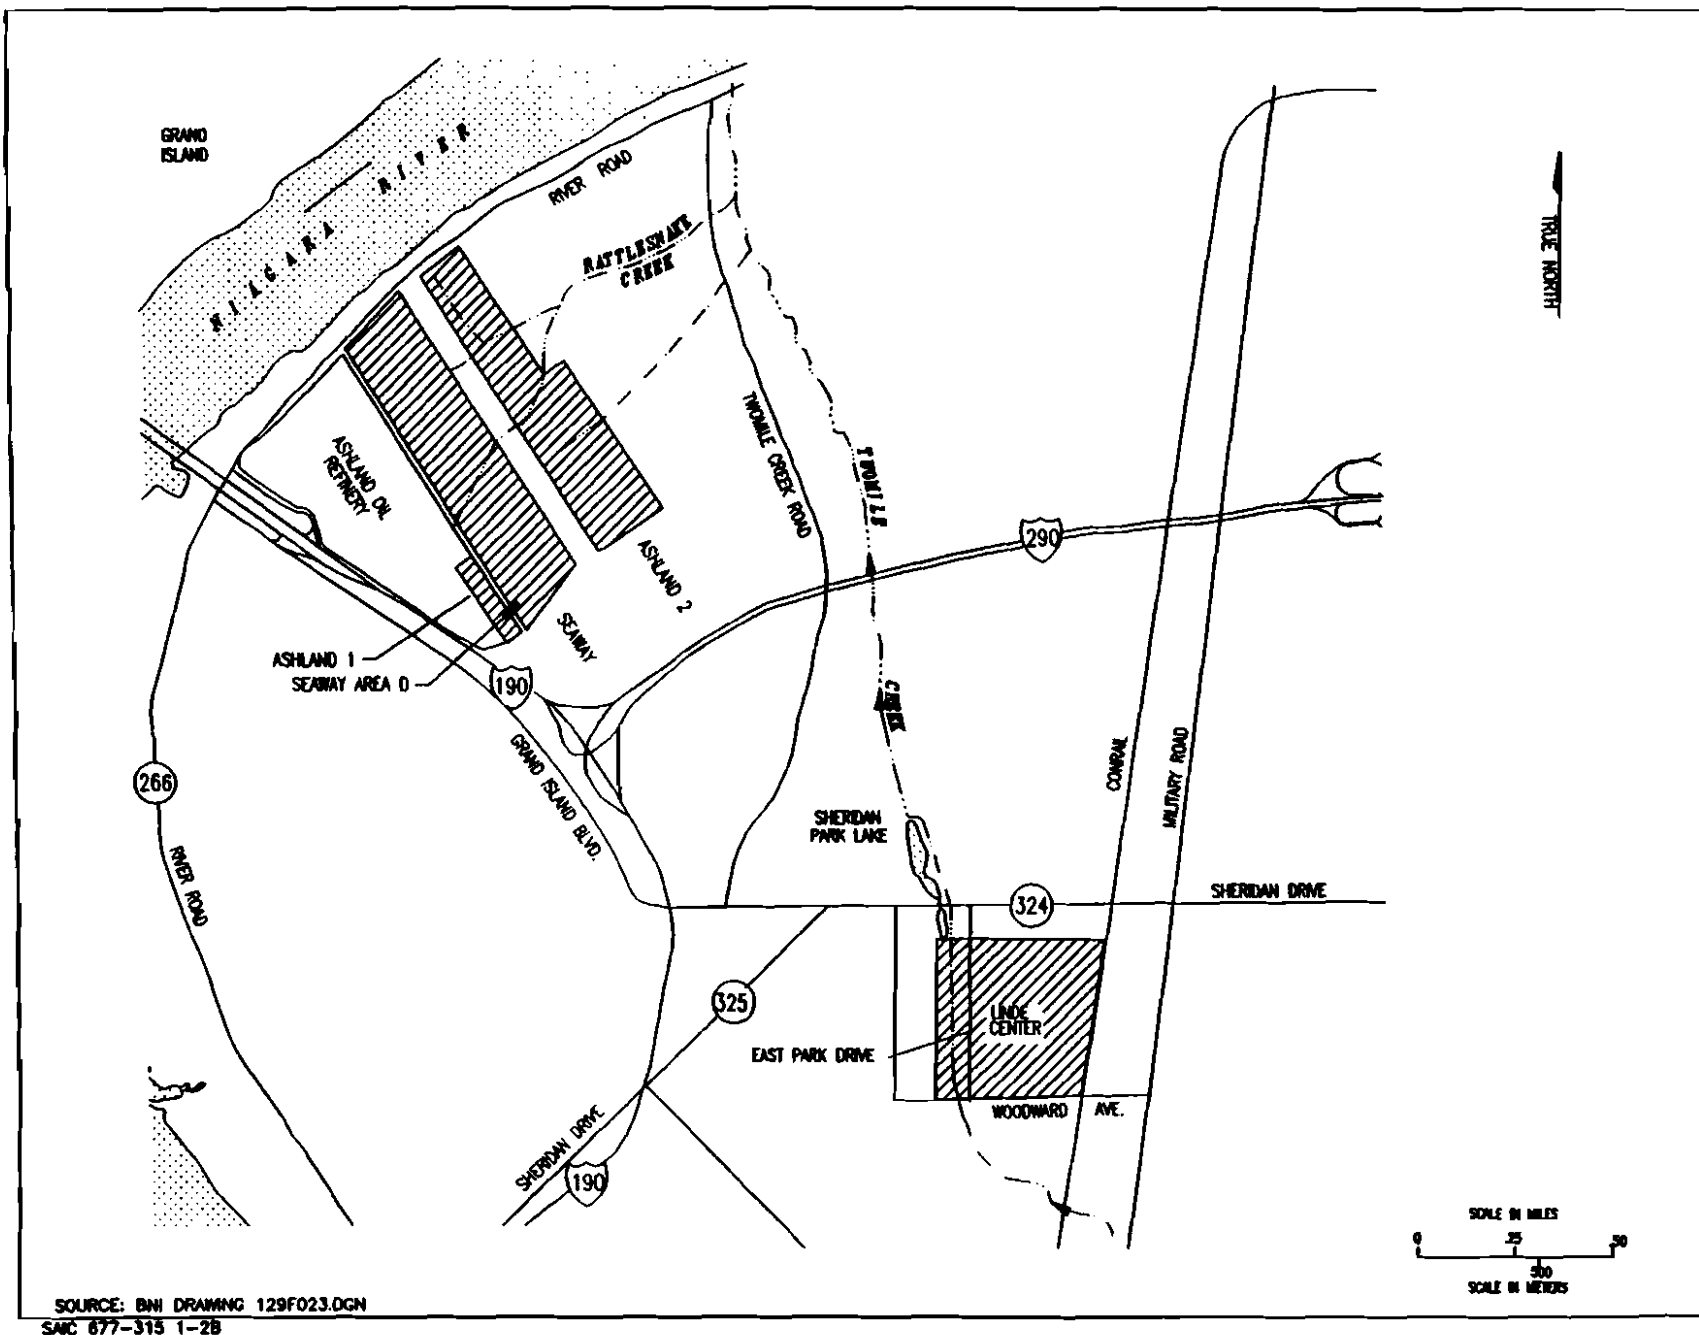 GRAND
ISLAND
NIAGARA RIVER
RIVER ROAD
RATTLESNAKE
CREEK
TRUE NORTH
ASHLAND OIL
REFINERY
TWOMILE CREEK ROAD
TWOMILE
CREEK
290
ASHLAND 2
SEAWAY
ASHLAND 1
SEAWAY AREA D
190
GRAND ISLAND BLVD.
266
RIVER ROAD
CONRAIL
MILITARY ROAD
SHERIDAN
PARK LAKE
SHERIDAN DRIVE
324
325
LINDE
CENTER
EAST PARK DRIVE
WOODWARD AVE.
SHERIDAN DRIVE
190
SCALE IN MILES
0 .25 .50
500
SCALE IN METERS
SOURCE: BNI DRAWING 129F023.DGN
SAIC 677-315 1-2B